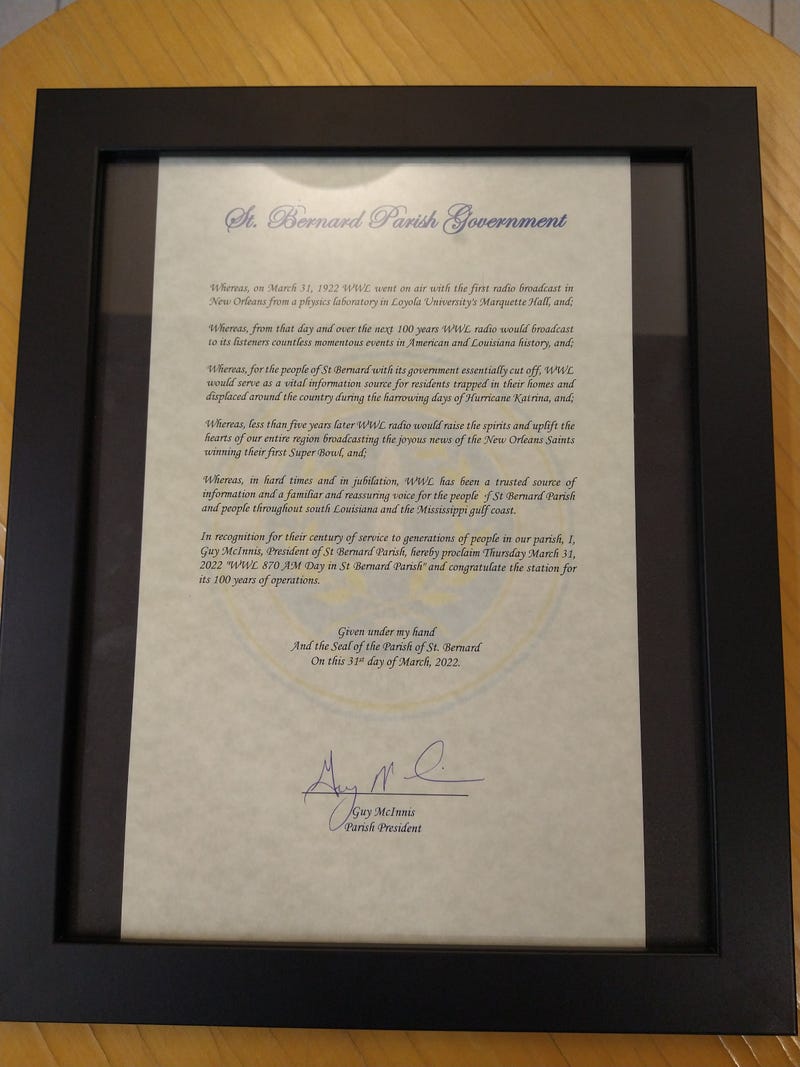 St. Bernard Parish Government
Whereas, on March 31, 1922 WWL went on air with the first radio broadcast in
New Orleans from a physics laboratory in Loyola University's Marquette Hall, and;
Whereas, from that day and over the next 100 years WWL radio would broadcast
to its listeners countless momentous events in American and Louisiana history, and;
Whereas, for the people of St Bernard with its government essentially cut off, WWL
would serve as a vital information source for residents trapped in their homes and
displaced around the country during the harrowing days of Hurricane Katrina, and;
Whereas, less than five years later WWL radio would raise the spirits and uplift the
hearts of our entire region broadcasting the joyous news of the New Orleans Saints
winning their first Super Bowl, and;
Whereas, in hard times and in jubilation, WWL has been a trusted source of
information and a familiar and reassuring voice for the people of St Bernard Parish
and people throughout south Louisiana and the Mississippi gulf coast.
In recognition for their century of service to generations of people in our parish, I,
Guy McInnis, President of St Bernard Parish, hereby proclaim Thursday March 31,
2022 "WWL 870 AM Day in St Bernard Parish" and congratulate the station for
its 100 years of operations.
Given under my hand
And the Seal of the Parish of St. Bernard
On this 31st day of March, 2022.
Guy McInnis
Parish President